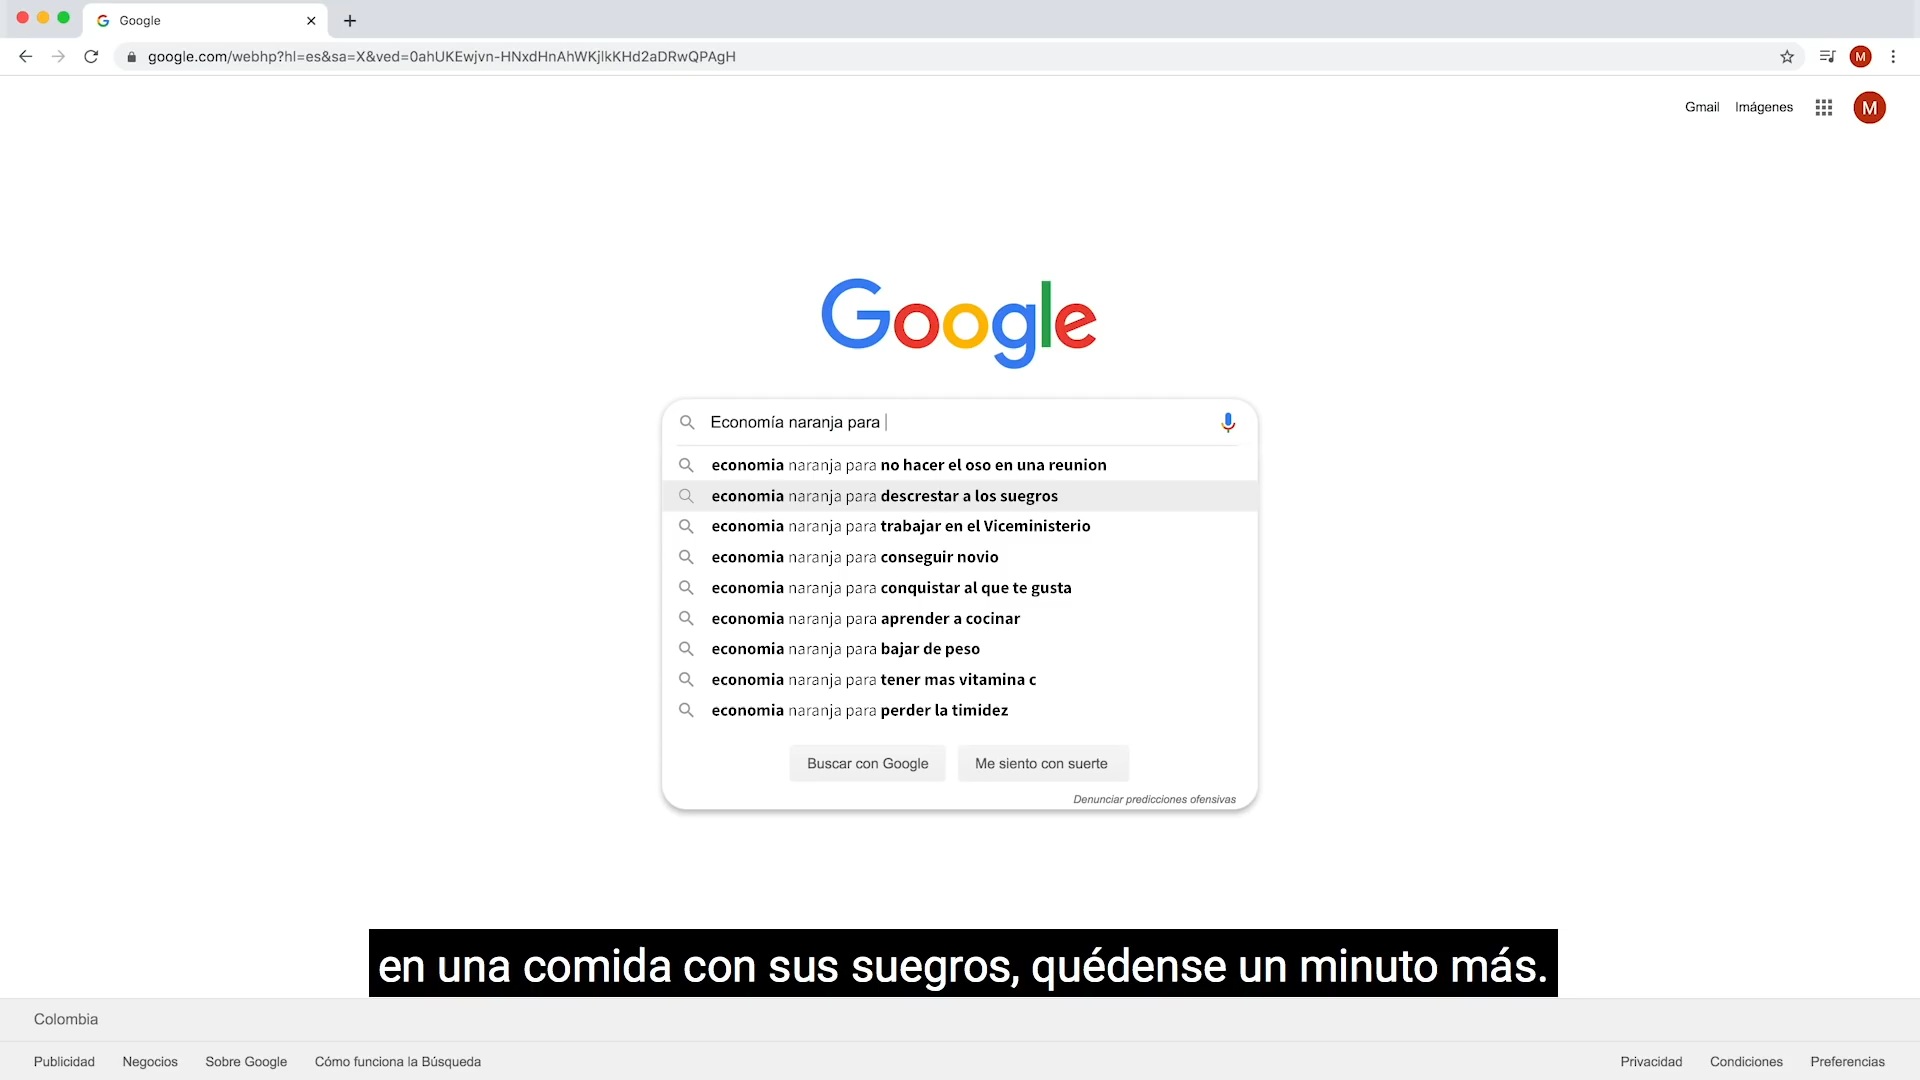 Google
google.com/webhp?hl=es&sa=X&ved=0ahUKEwjvn-HNxdHnAhWKjlkKHd2aDRwQPAgH
M
Gmail Imágenes M
Google
Economía naranja para
economia naranja para no hacer el oso en una reunion
economia naranja para descrestar a los suegros
economia naranja para trabajar en el Viceministerio
economia naranja para conseguir novio
economia naranja para conquistar al que te gusta
economia naranja para aprender a cocinar
economia naranja para bajar de peso
economia naranja para tener mas vitamina c
economia naranja para perder la timidez
Buscar con Google Me siento con suerte
Denunciar predicciones ofensivas
en una comida con sus suegros, quédense un minuto más.
Colombia
Publicidad Negocios Sobre Google Cómo funciona la Búsqueda Privacidad Condiciones Preferencias